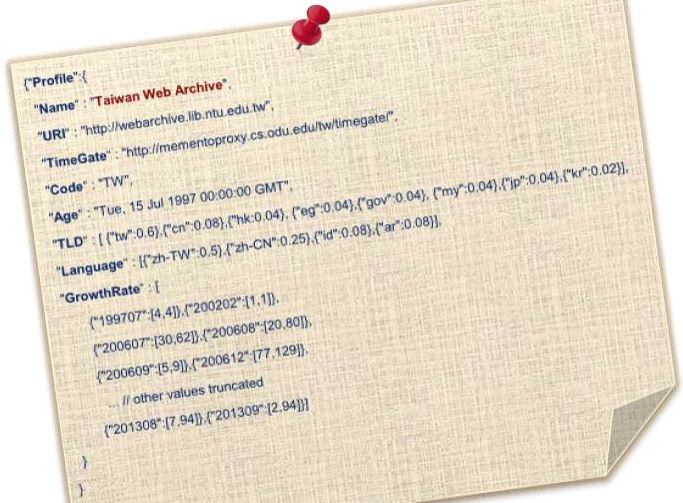 {"Profile":{
"Name" : "Taiwan Web Archive",
"URI" : "http://webarchive.lib.ntu.edu.tw",
"TimeGate" : "http://mementoproxy.cs.odu.edu/tw/timegate/",
"Code" : "TW",
"Age" : "Tue, 15 Jul 1997 00:00:00 GMT",
"TLD" : [ {"tw":0.6},{"cn":0.08},{"hk:0.04}, {"eg":0.04},{"gov":0.04}, {"my":0.04},{"jp":0.04},{"kr":0.02}],
"Language" : [{"zh-TW":0.5},{"zh-CN":0.25},{"id":0.08},{"ar":0.08}],
"GrowthRate" : [
{"199707":[4,4]},{"200202":[1,1]},
{"200607":[30,62]},{"200608":[20,80]},
{"200609":[5,9]},{"200612":[77,129]},
... // other values truncated
{"201308":[7,94]},{"201309":[2,94]}]
}
}